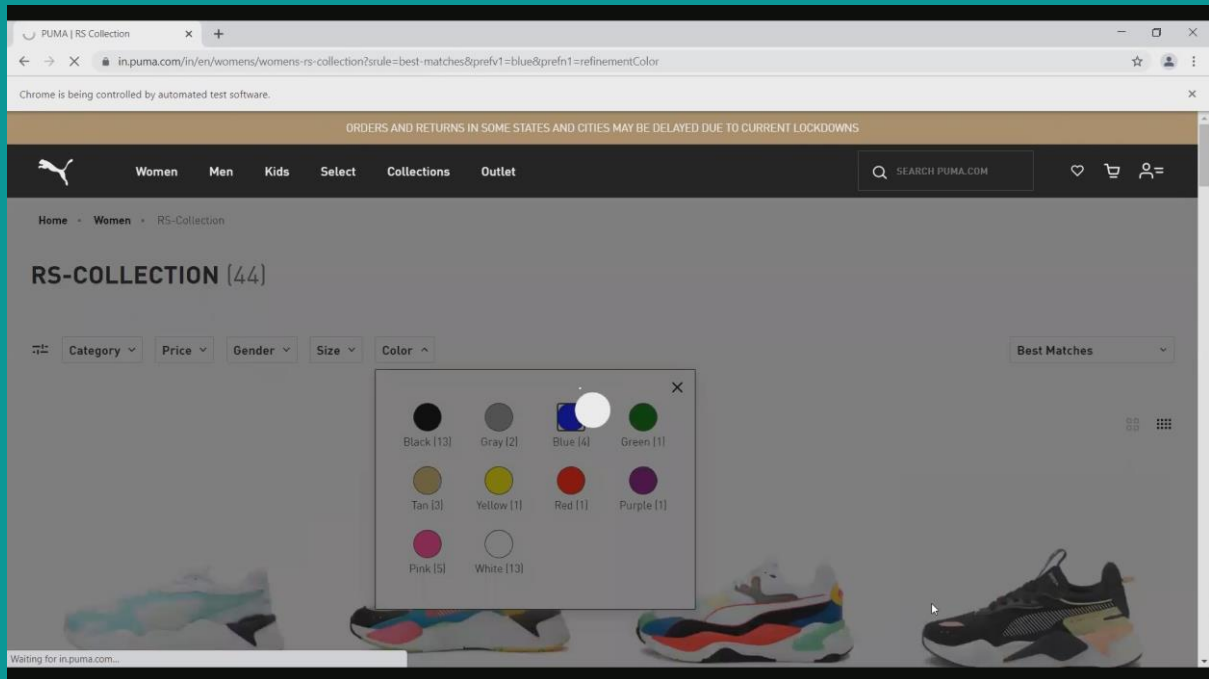 PUMA | RS Collection
in.puma.com/in/en/womens/womens-rs-collection?srule=best-matches&prefv1=blue&prefn1=refinementColor
Chrome is being controlled by automated test software.
ORDERS AND RETURNS IN SOME STATES AND CITIES MAY BE DELAYED DUE TO CURRENT LOCKDOWNS
Women Men Kids Select Collections Outlet SEARCH PUMA.COM
Home Women RS-Collection
RS-COLLECTION (44)
Category Price Gender Size Color Best Matches
Black (13) Gray (2) Blue (4) Green (1)
Tan (3) Yellow (1) Red (1) Purple (1)
Pink (5) White (13)
Waiting for in.puma.com...